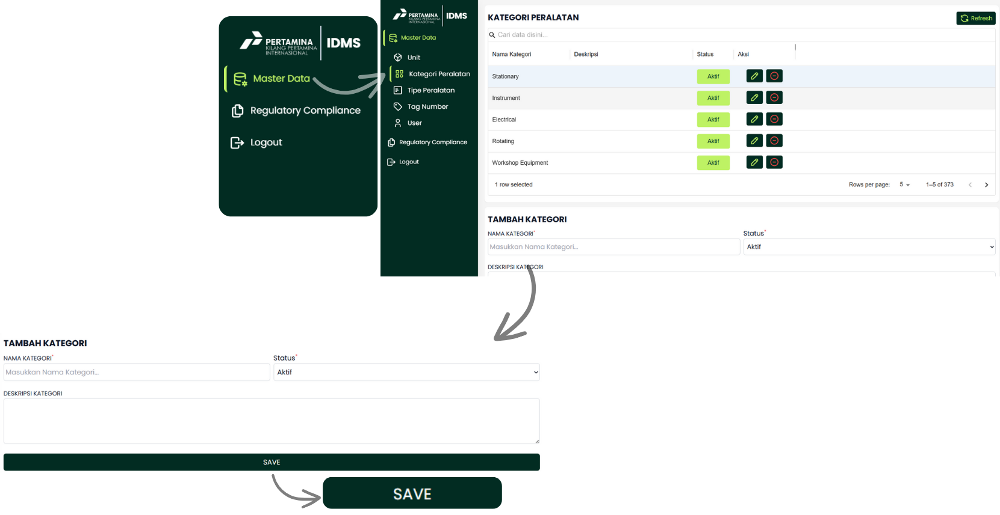 PERTAMINA
KILANG PERTAMINA
INTERNASIONAL
IDMS
Master Data
Regulatory Compliance
Logout
PERTAMINA
KILANG PERTAMINA
INTERNASIONAL
IDMS
Master Data
Unit
Kategori Peralatan
Tipe Peralatan
Tag Number
User
Regulatory Compliance
Logout
KATEGORI PERALATAN
Refresh
Cari data disini...
Nama Kategori Deskripsi Status Aksi
Stationary Aktif
Instrument Aktif
Electrical Aktif
Rotating Aktif
Workshop Equipment Aktif
1 row selected Rows per page: 5 1–5 of 373
TAMBAH KATEGORI
NAMA KATEGORI* Status*
Masukkan Nama Kategori... Aktif
DESKRIPSI KATEGORI
TAMBAH KATEGORI
NAMA KATEGORI* Status*
Masukkan Nama Kategori... Aktif
DESKRIPSI KATEGORI
SAVE
SAVE